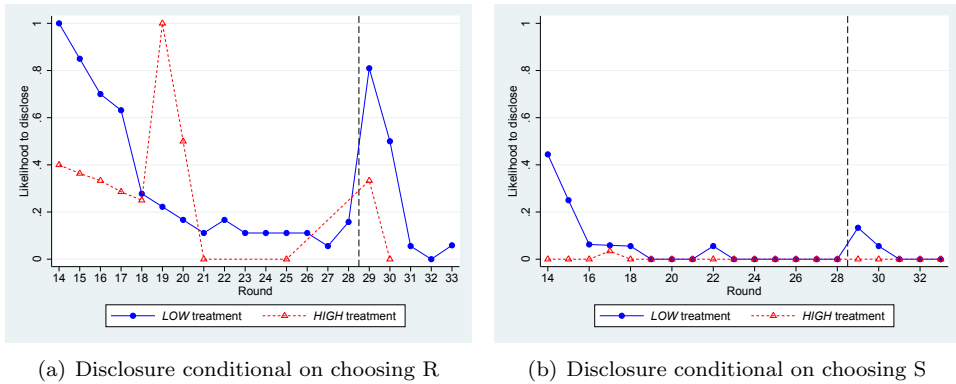 Likelihood to disclose
1
.8
.6
.4
.2
0
14 15 16 17 18 19 20 21 22 23 24 25 26 27 28 29 30 31 32 33
Round
LOW treatment HIGH treatment
(a) Disclosure conditional on choosing R
Likelihood to disclose
1
.8
.6
.4
.2
0
14 16 18 20 22 24 26 28 30 32
Round
LOW treatment HIGH treatment
(b) Disclosure conditional on choosing S